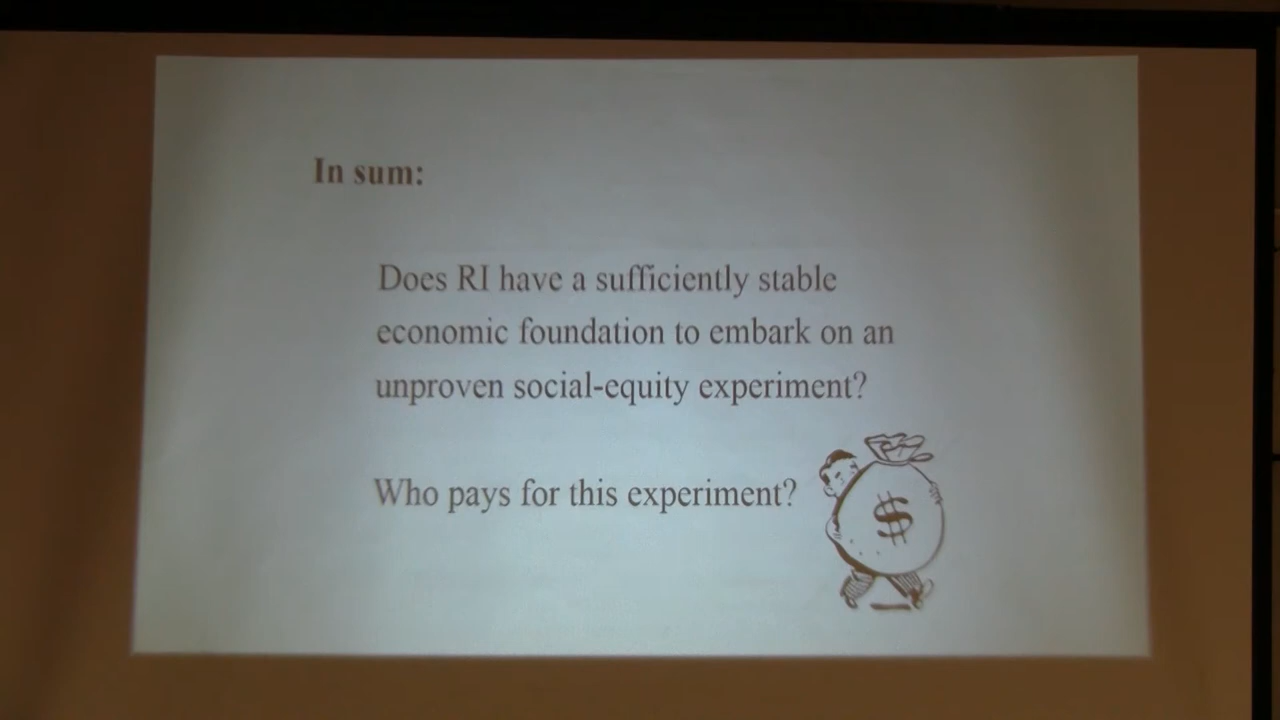 In sum:
Does RI have a sufficiently stable
economic foundation to embark on an
unproven social-equity experiment?
Who pays for this experiment?
$